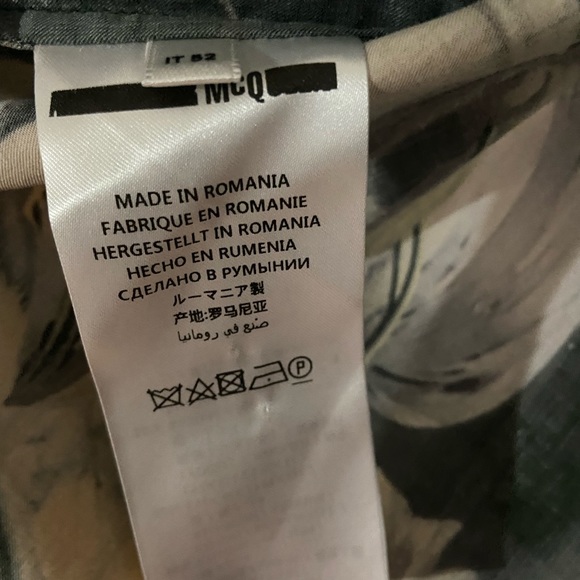 IT 52
McQ
MADE IN ROMANIA
FABRIQUE EN ROMANIE
HERGESTELLT IN ROMANIA
HECHO EN RUMENIA
СДЕЛАНО В РУМЫНИИ
ルーマニア製
产地:罗马尼亚
صنع في رومانيا
P